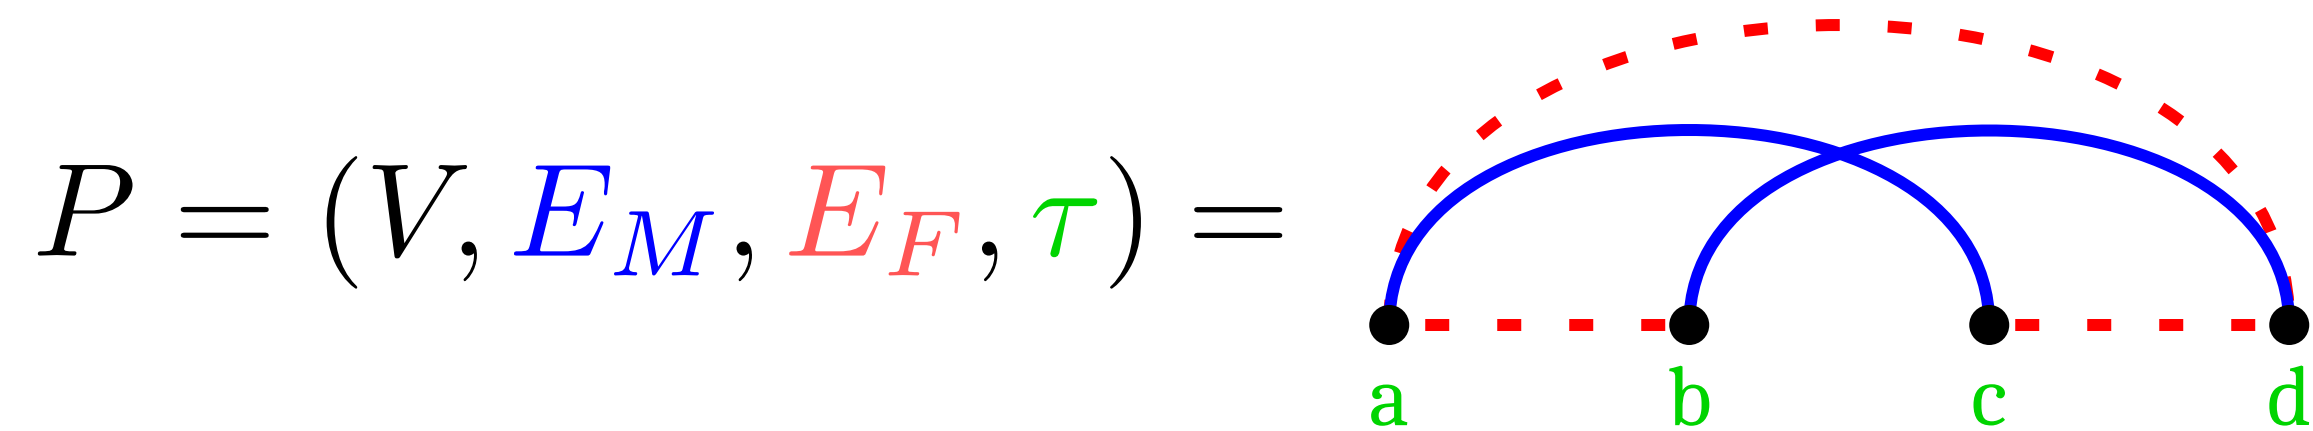 P = (V, E_M, E_F, τ) =
a b c d